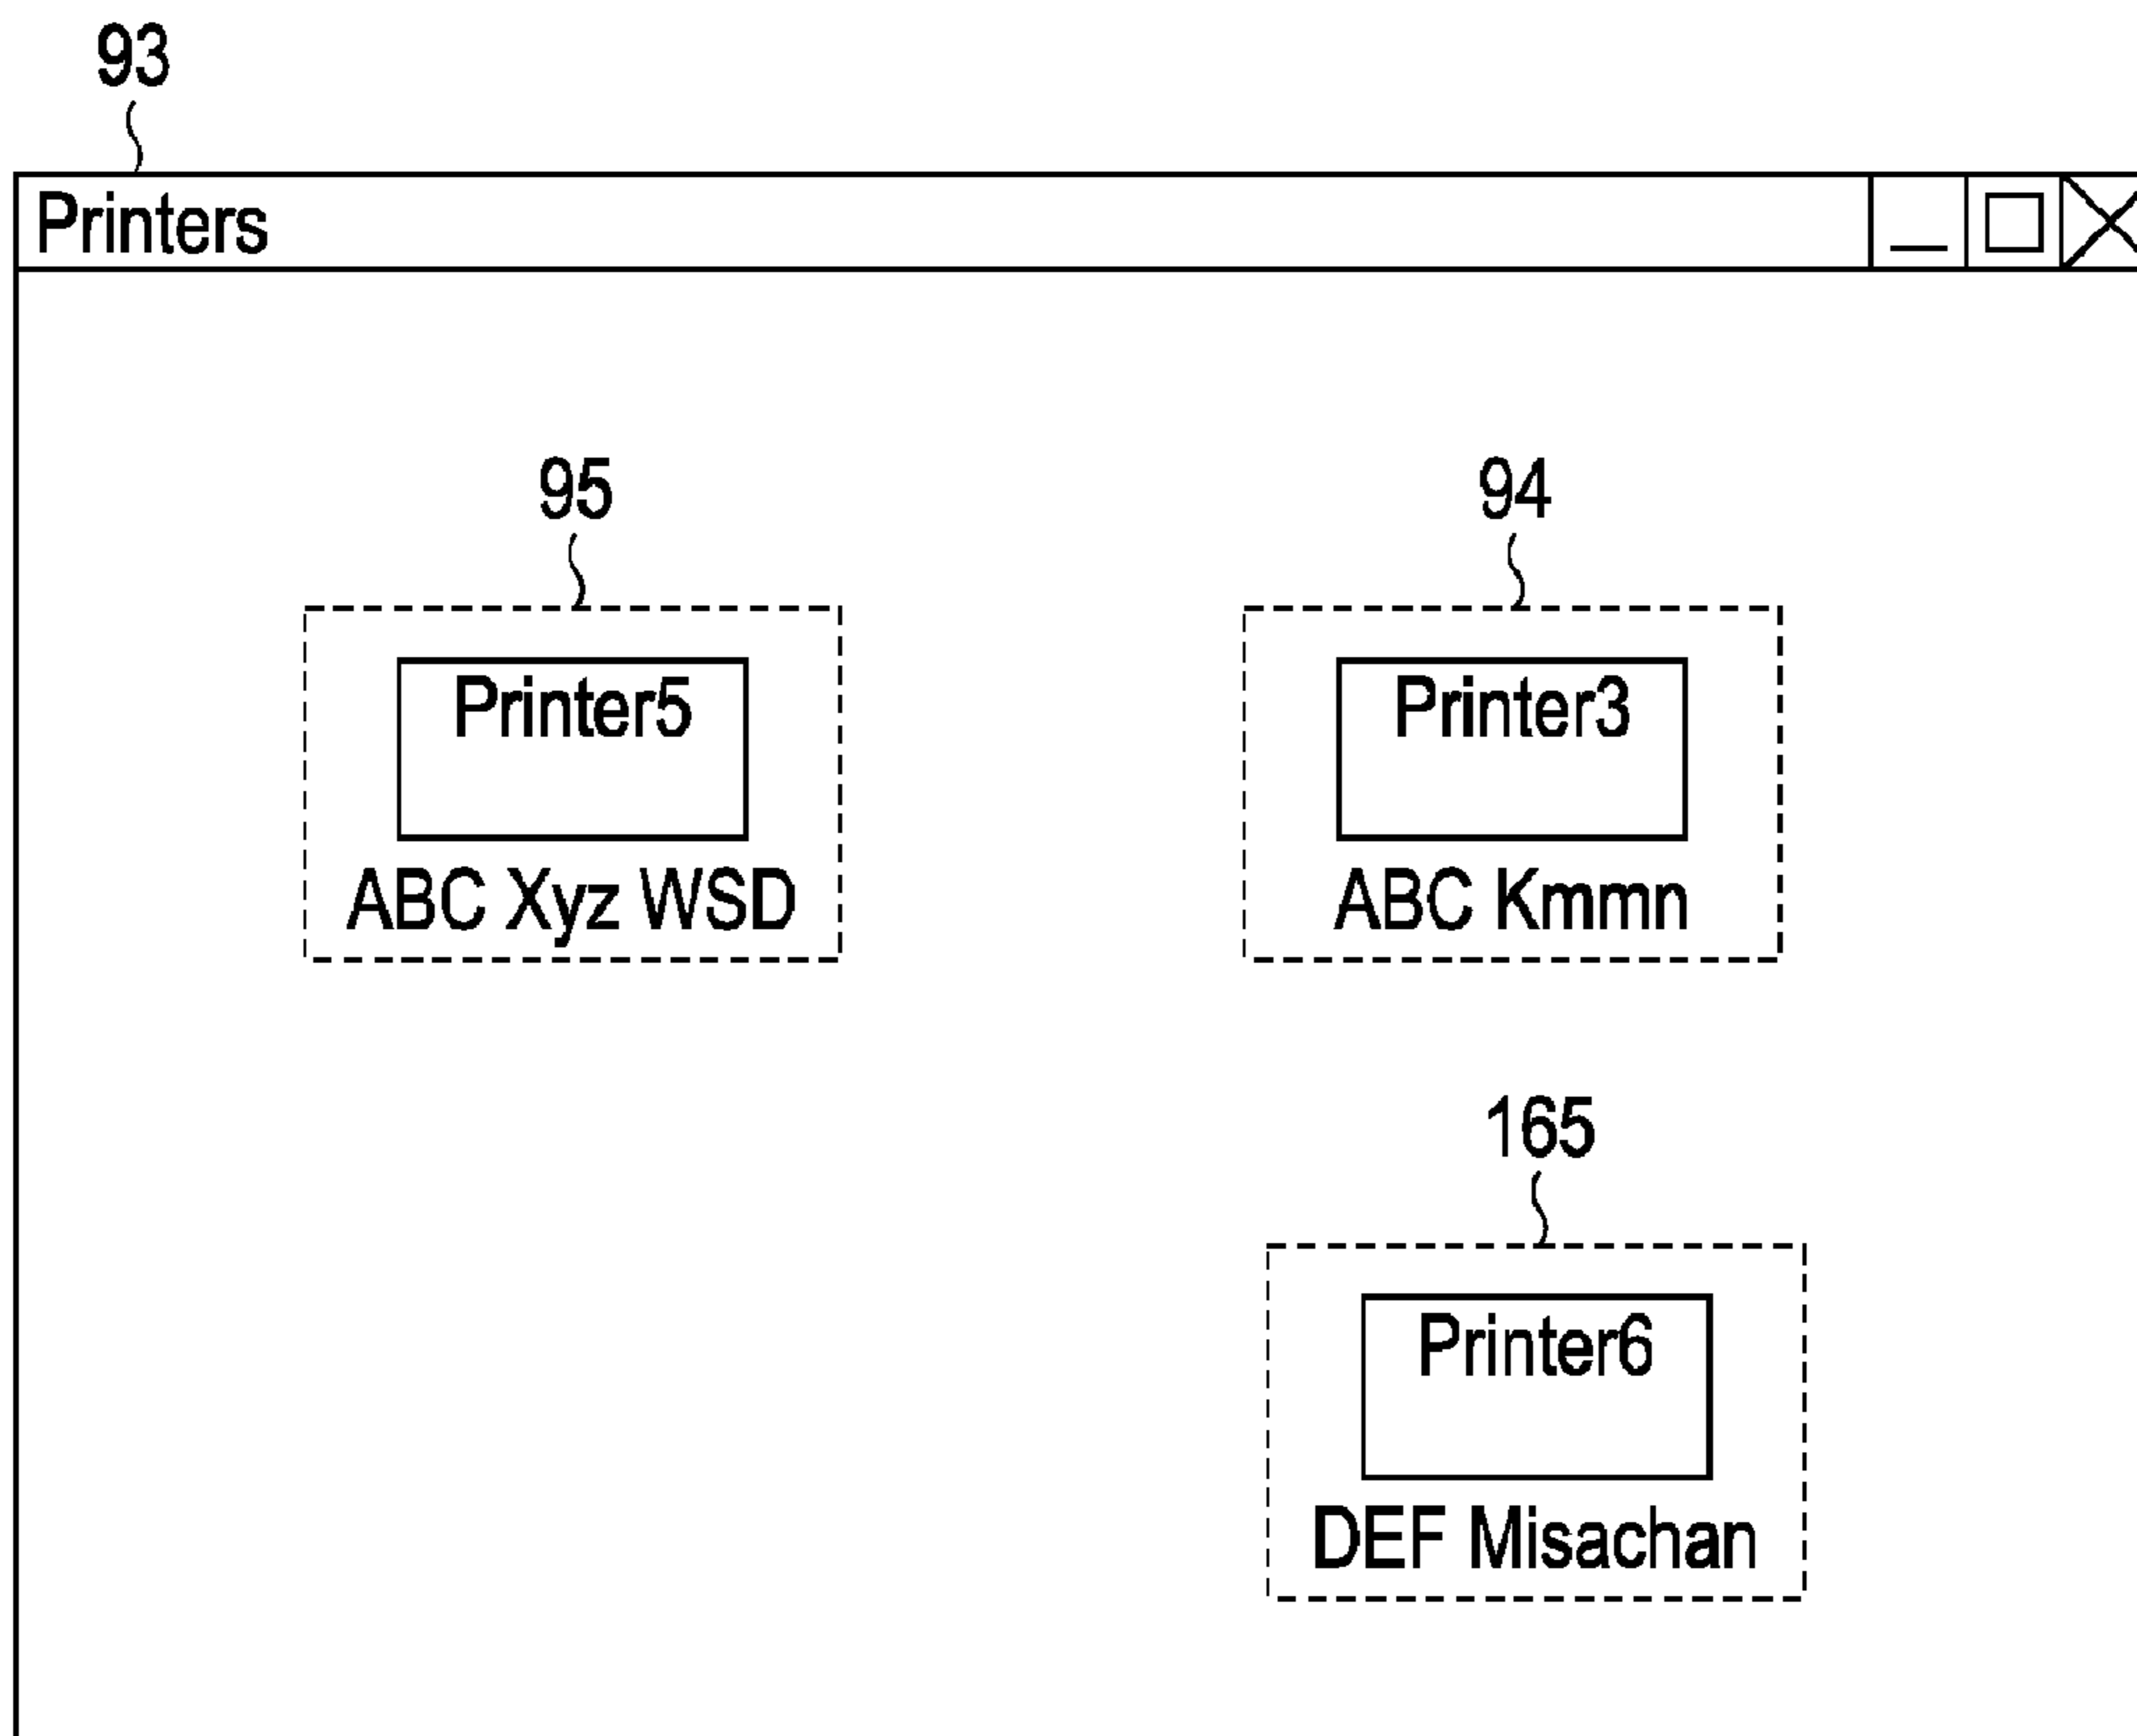 93
Printers
95
94
Printer5
Printer3
ABC Xyz WSD
ABC Kmmn
165
Printer6
DEF Misachan